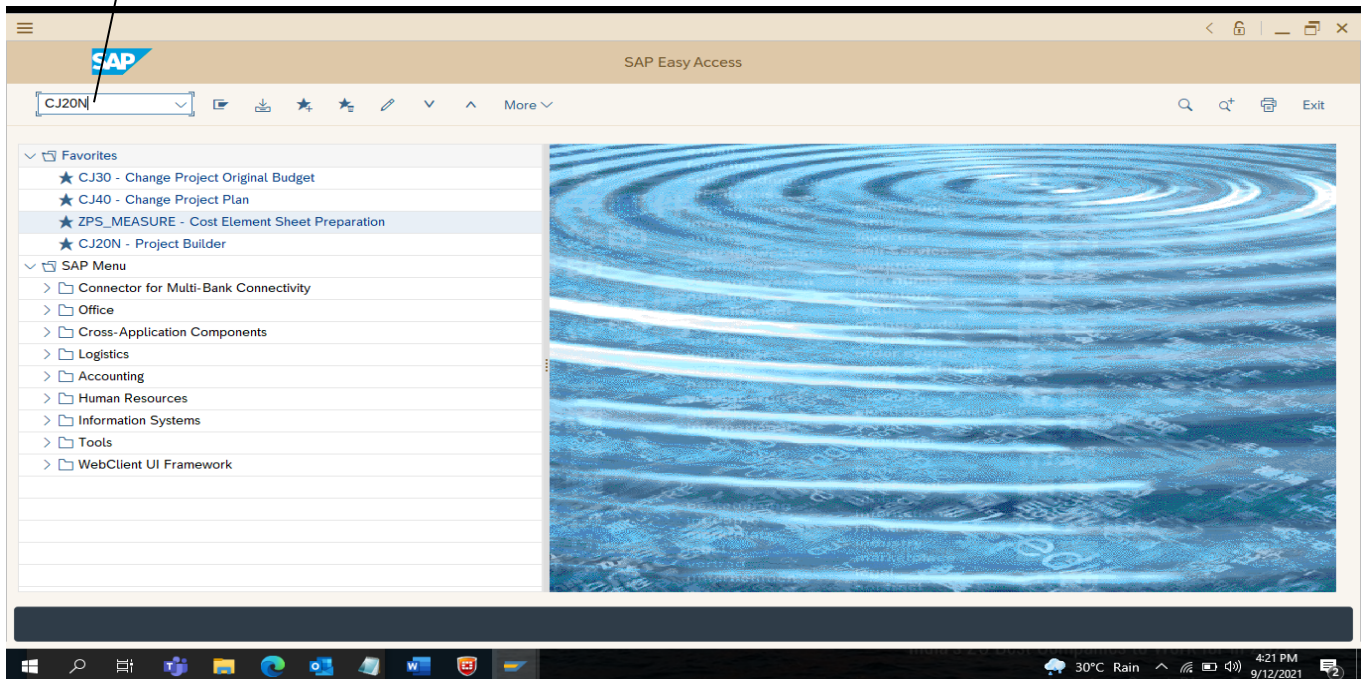 SAP
SAP Easy Access
CJ20N
More
Exit
Favorites
CJ30 - Change Project Original Budget
CJ40 - Change Project Plan
ZPS_MEASURE - Cost Element Sheet Preparation
CJ20N - Project Builder
SAP Menu
Connector for Multi-Bank Connectivity
Office
Cross-Application Components
Logistics
Accounting
Human Resources
Information Systems
Tools
WebClient UI Framework
30°C Rain
4:21 PM
9/12/2021
2